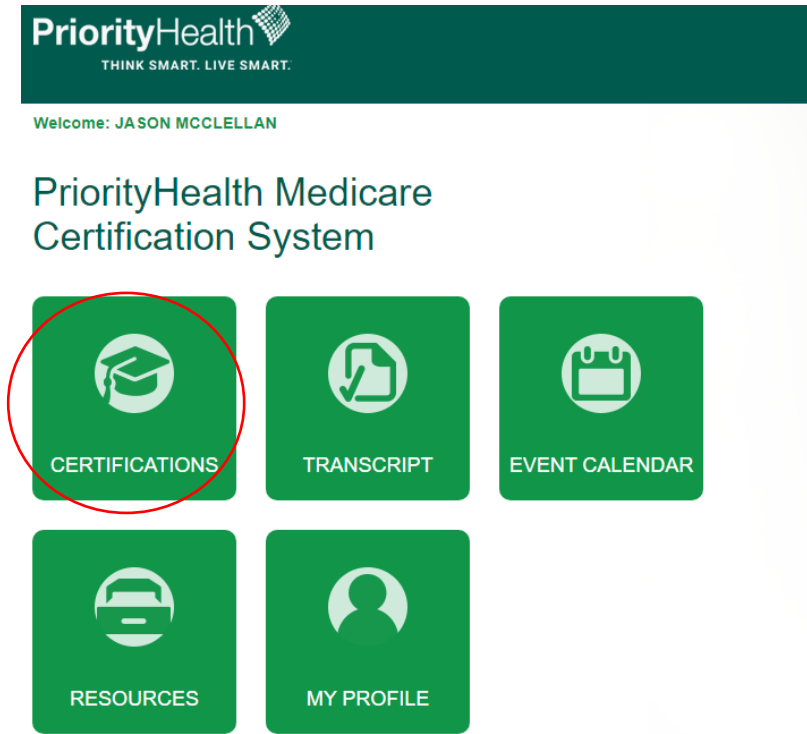 PriorityHealth
THINK SMART. LIVE SMART.
Welcome: JASON MCCLELLAN
PriorityHealth Medicare
Certification System
CERTIFICATIONS
TRANSCRIPT
EVENT CALENDAR
RESOURCES
MY PROFILE